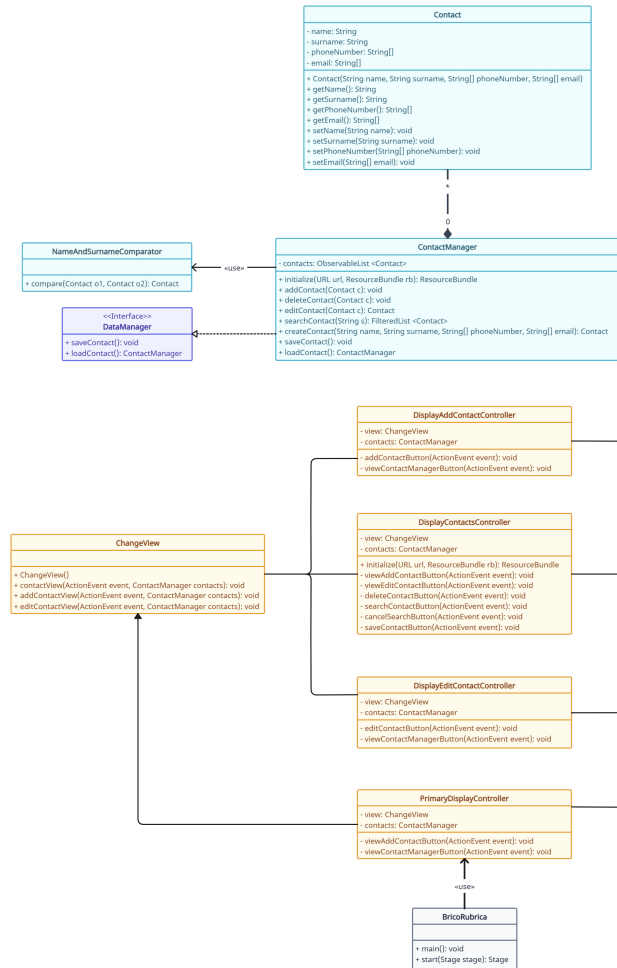 Contact
- name: String
- surname: String
- phoneNumber: String[]
- email: String[]
+ Contact(String name, String surname, String[] phoneNumber, String[] email)
+ getName(): String
+ getSurname(): String
+ getPhoneNumber(): String[]
+ getEmail(): String[]
+ setName(String name): void
+ setSurname(String surname): void
+ setPhoneNumber(String[] phoneNumber): void
+ setEmail(String[] email): void
*
0
NameAndSurnameComparator
+ compare(Contact o1, Contact o2): Contact
«use»
ContactManager
- contacts: ObservableList <Contact>
+ initialize(URL url, ResourceBundle rb): ResourceBundle
+ addContact(Contact c): void
+ deleteContact(Contact c): void
+ editContact(Contact c): Contact
+ searchContact(String s): FilteredList <Contact>
+ createContact(String name, String surname, String[] phoneNumber, String[] email): Contact
+ saveContact(): void
+ loadContact(): ContactManager
<<Interface>>
DataManager
+ saveContact(): void
+ loadContact(): ContactManager
DisplayAddContactController
- view: ChangeView
- contacts: ContactManager
- addContactButton(ActionEvent event): void
- viewContactManagerButton(ActionEvent event): void
ChangeView
+ ChangeView()
+ contactView(ActionEvent event, ContactManager contacts): void
+ addContactView(ActionEvent event, ContactManager contacts): void
+ editContactView(ActionEvent event, ContactManager contacts): void
DisplayContactsController
- view: ChangeView
- contacts: ContactManager
+ initialize(URL url, ResourceBundle rb): ResourceBundle
- viewAddContactButton(ActionEvent event): void
- viewEditContactButton(ActionEvent event): void
- deleteContactButton(ActionEvent event): void
- searchContactButton(ActionEvent event): void
- cancelSearchButton(ActionEvent event): void
- saveContactButton(ActionEvent event): void
DisplayEditContactController
- view: ChangeView
- contacts: ContactManager
- editContactButton(ActionEvent event): void
- viewContactManagerButton(ActionEvent event): void
PrimaryDisplayController
- view: ChangeView
- contacts: ContactManager
- viewAddContactButton(ActionEvent event): void
- viewContactManagerButton(ActionEvent event): void
«use»
BricoRubrica
+ main(): void
+ start(Stage stage): Stage